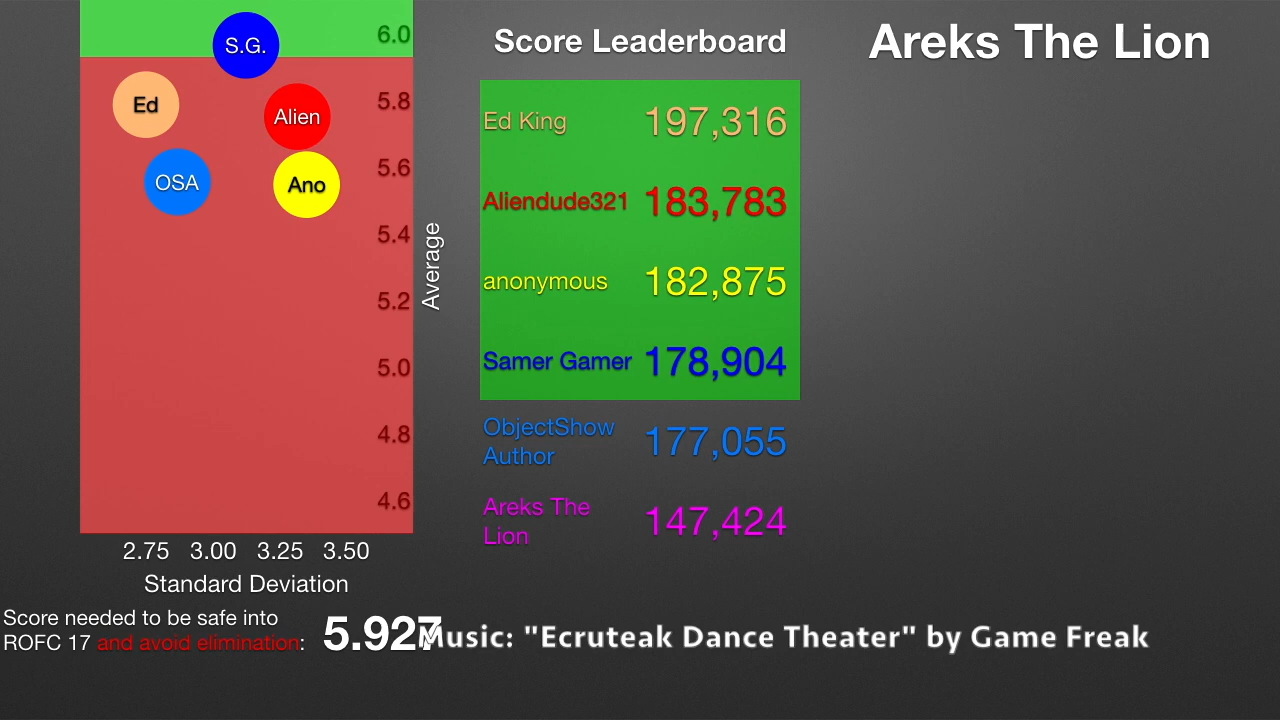 S.G.
Ed
Alien
OSA
Ano
6.0
5.8
5.6
5.4
5.2
5.0
4.8
4.6
Average
2.75 3.00 3.25 3.50
Standard Deviation
Score needed to be safe into
ROFC 17 and avoid elimination:
5.927
Score Leaderboard
Ed King 197,316
Aliendude321 183,783
anonymous 182,875
Samer Gamer 178,904
ObjectShow
Author
177,055
Areks The
Lion
147,424
Areks The Lion
Music: "Ecruteak Dance Theater" by Game Freak